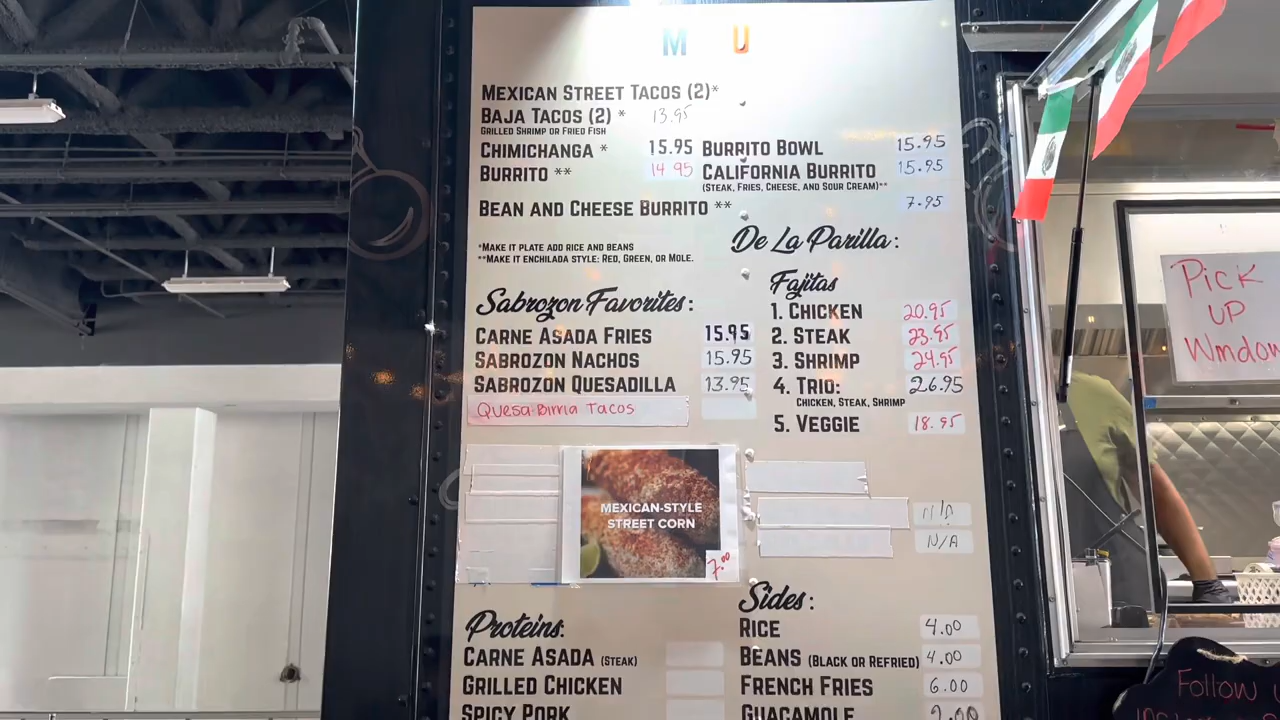 M U
MEXICAN STREET TACOS (2)*
BAJA TACOS (2) * 13.95
GRILLED SHRIMP OR FRIED FISH
CHIMICHANGA * 15.95
BURRITO ** 14 95
BURRITO BOWL 15.95
CALIFORNIA BURRITO 15.95
(STEAK, FRIES, CHEESE, AND SOUR CREAM)**
BEAN AND CHEESE BURRITO ** 7.95
*MAKE IT PLATE ADD RICE AND BEANS
**MAKE IT ENCHILADA STYLE: RED, GREEN, OR MOLE.
Sabrozon Favorites:
CARNE ASADA FRIES 15.95
SABROZON NACHOS 15.95
SABROZON QUESADILLA 13.95
Quesa Birria Tacos
De La Parilla:
Fajitas
1. CHICKEN 20.95
2. STEAK 23.95
3. SHRIMP 24.95
4. TRIO: 26.95
CHICKEN, STEAK, SHRIMP
5. VEGGIE 18.95
MEXICAN-STYLE
STREET CORN
7.00
N/A
N/A
Proteins:
CARNE ASADA (STEAK)
GRILLED CHICKEN
SPICY PORK
Sides:
RICE 4.00
BEANS (BLACK OR REFRIED) 4.00
FRENCH FRIES 6.00
GUACAMOLE 2.00
Pick
UP
Window
Follow